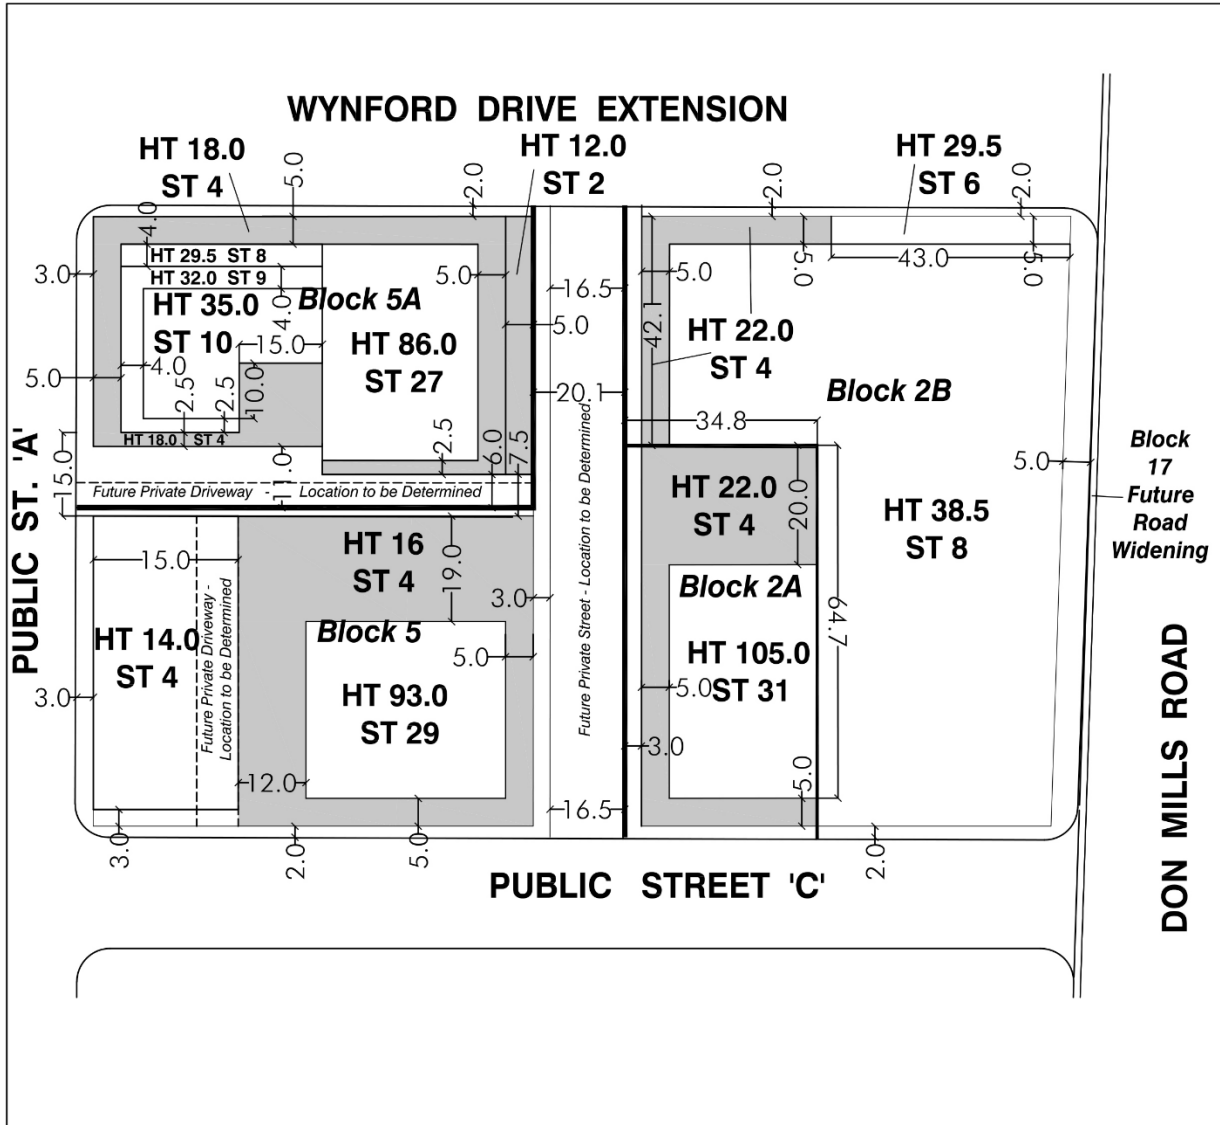 WYNFORD DRIVE EXTENSION
HT 18.0
ST 4
5.0
2.0
HT 12.0
ST 2
2.0
HT 29.5
ST 6
2.0
4.0
HT 29.5 ST 8
3.0
HT 32.0 ST 9
5.0
16.5
5.0
5.0
43.0
5.0
HT 35.0
ST 10
Block 5A
4.0
5.0
42.1
HT 22.0
ST 4
15.0
HT 86.0
ST 27
4.0
5.0
2.5
2.5
10.0
20.1
Block 2B
34.8
HT 18.0 ST 4
15.0
11.0
2.5
6.0
7.5
Future Private Driveway - Location to be Determined
Block
17
Future
Road
Widening
5.0
PUBLIC ST. 'A'
HT 22.0
ST 4
20.0
HT 38.5
ST 8
HT 16
ST 4
19.0
15.0
3.0
Future Private Street - Location to be Determined
Block 2A
64.7
Future Private Driveway -
Location to be Determined
HT 14.0
ST 4
Block 5
5.0
HT 105.0
ST 31
3.0
HT 93.0
ST 29
5.0
3.0
12.0
16.5
5.0
3.0
2.0
5.0
2.0
PUBLIC STREET 'C'
DON MILLS ROAD